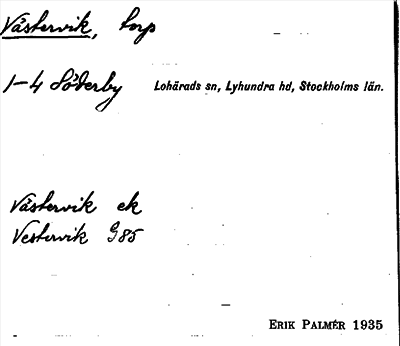 Västervik, torp
1-4 Söderby Lohärads sn, Lyhundra hd, Stockholms län.
Västervik ek
Vestervik G85
ERIK PALMÉR 1935